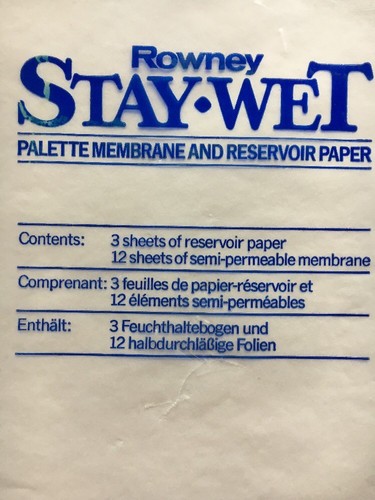 Rowney
STAY·WET
PALETTE MEMBRANE AND RESERVOIR PAPER
Contents: 3 sheets of reservoir paper
12 sheets of semi-permeable membrane
Comprenant: 3 feuilles de papier-réservoir et
12 éléments semi-perméables
Enthält: 3 Feuchthaltebogen und
12 halbdurchläßige Folien